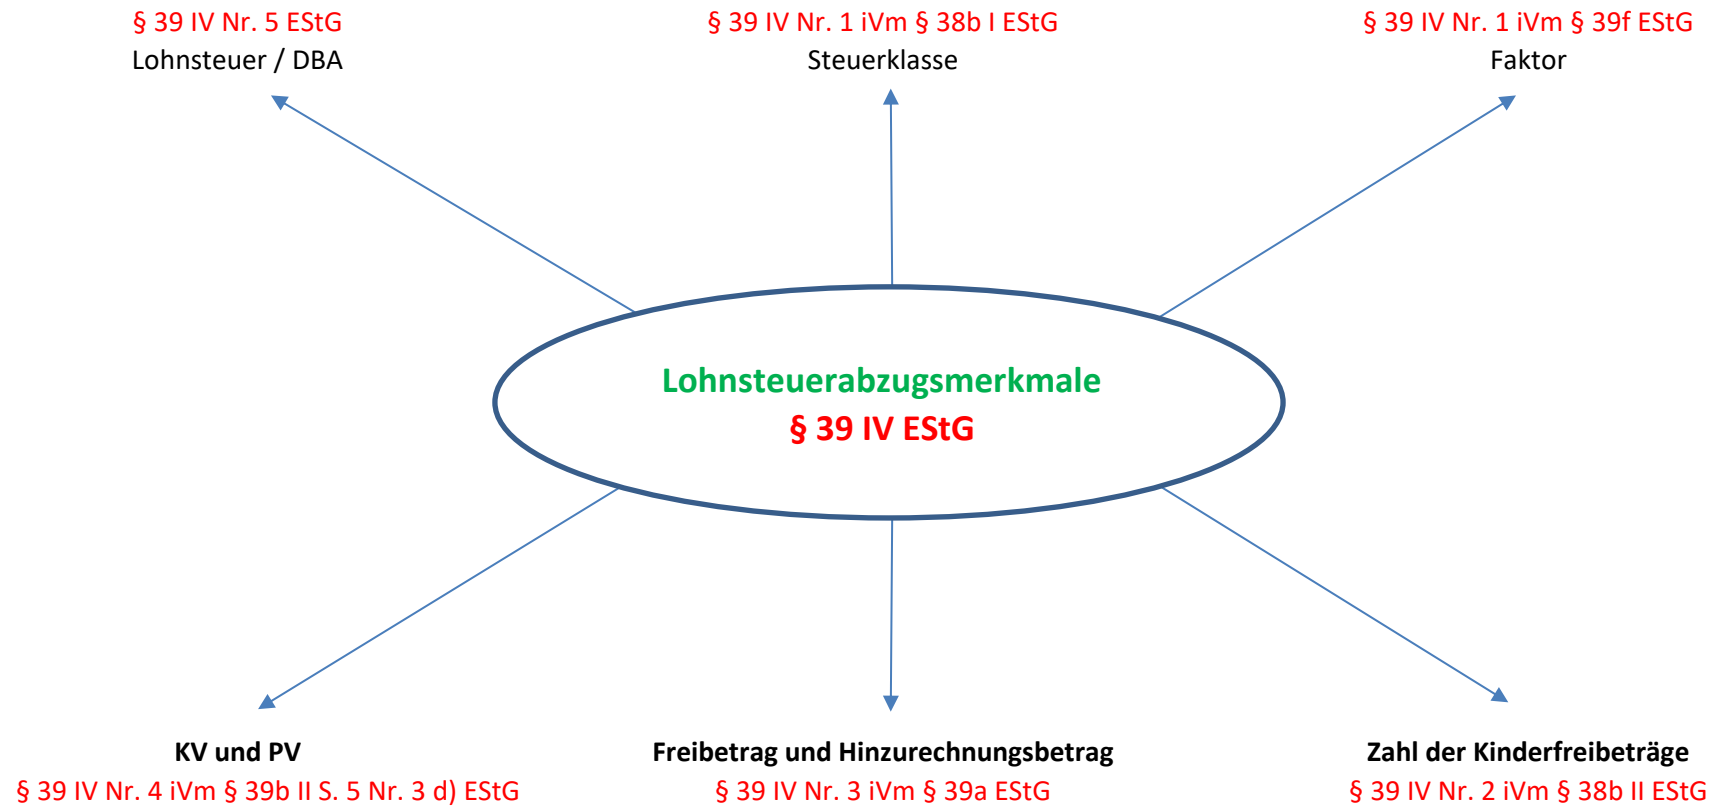 § 39 IV Nr. 5 EStG
Lohnsteuer / DBA
§ 39 IV Nr. 1 iVm § 38b I EStG
Steuerklasse
§ 39 IV Nr. 1 iVm § 39f EStG
Faktor
Lohnsteuerabzugsmerkmale
§ 39 IV EStG
KV und PV
§ 39 IV Nr. 4 iVm § 39b II S. 5 Nr. 3 d) EStG
Freibetrag und Hinzurechnungsbetrag
§ 39 IV Nr. 3 iVm § 39a EStG
Zahl der Kinderfreibeträge
§ 39 IV Nr. 2 iVm § 38b II EStG